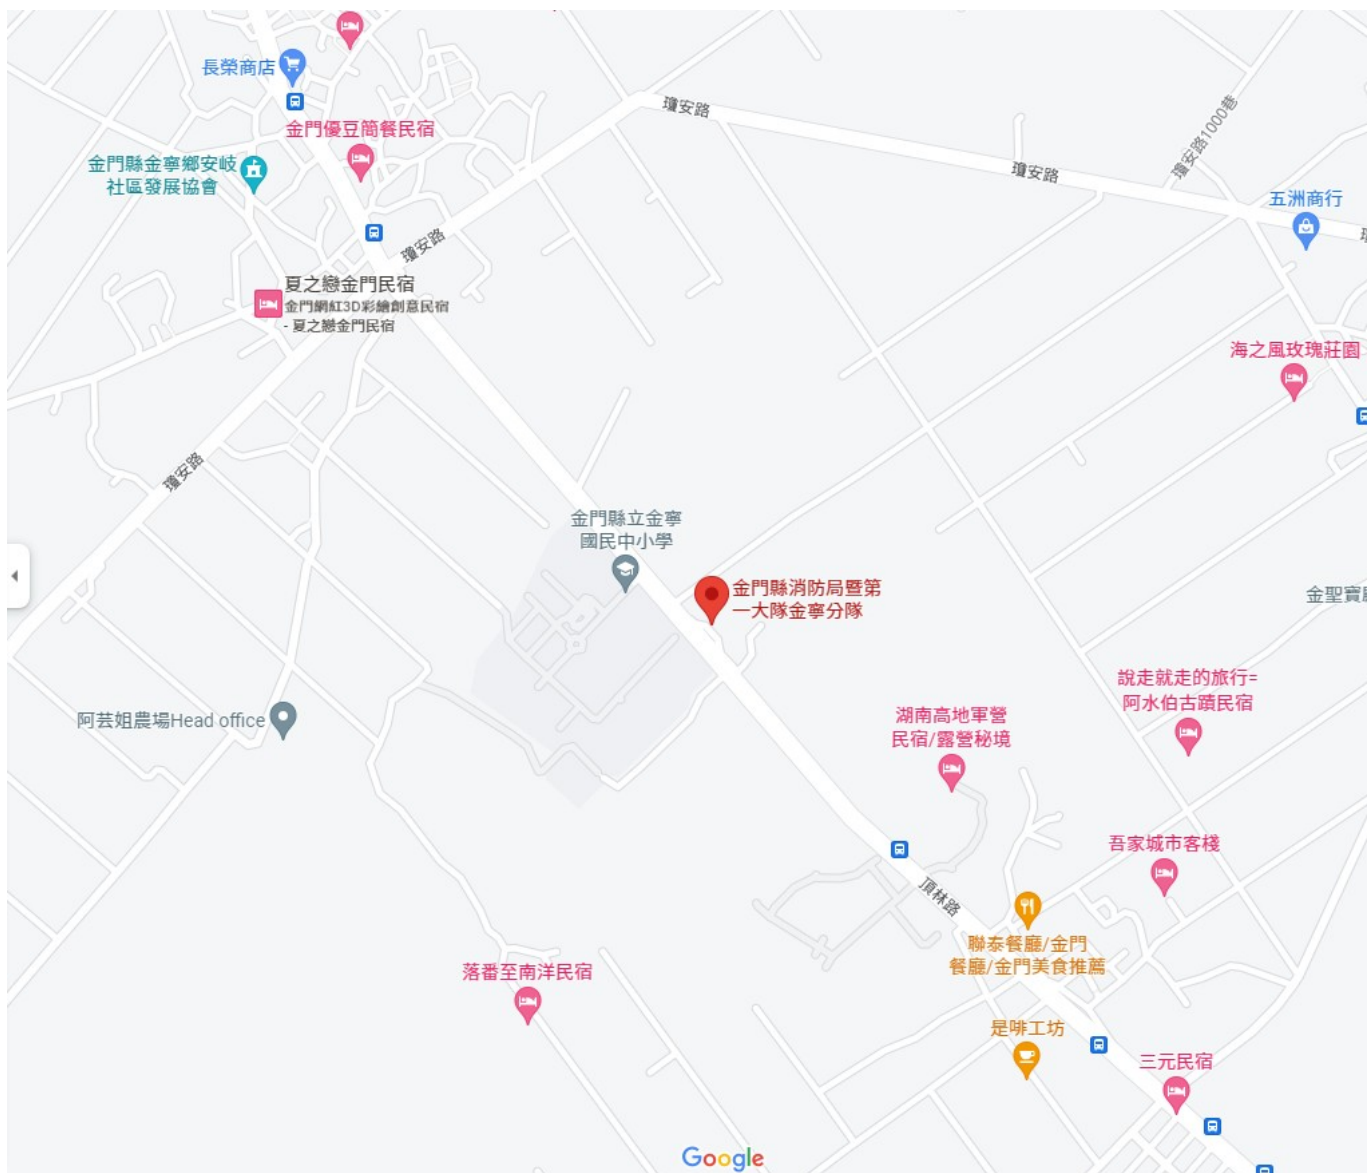 長榮商店
瓊安路
瓊安路1000巷
金門優豆簡餐民宿
金門縣金寧鄉安岐
社區發展協會
瓊安路
五洲商行
瓊安路
夏之戀金門民宿
金門網紅3D彩繪創意民宿
- 夏之戀金門民宿
海之風玫瑰莊園
瓊安路
金門縣立金寧
國民中小學
金門縣消防局暨第
一大隊金寧分隊
金聖寶
說走就走的旅行=
阿水伯古蹟民宿
阿芸姐農場Head office
湖南高地軍營
民宿/露營秘境
吾家城市客棧
頂林路
聯泰餐廳/金門
餐廳/金門美食推薦
落番至南洋民宿
是啡工坊
三元民宿
Google